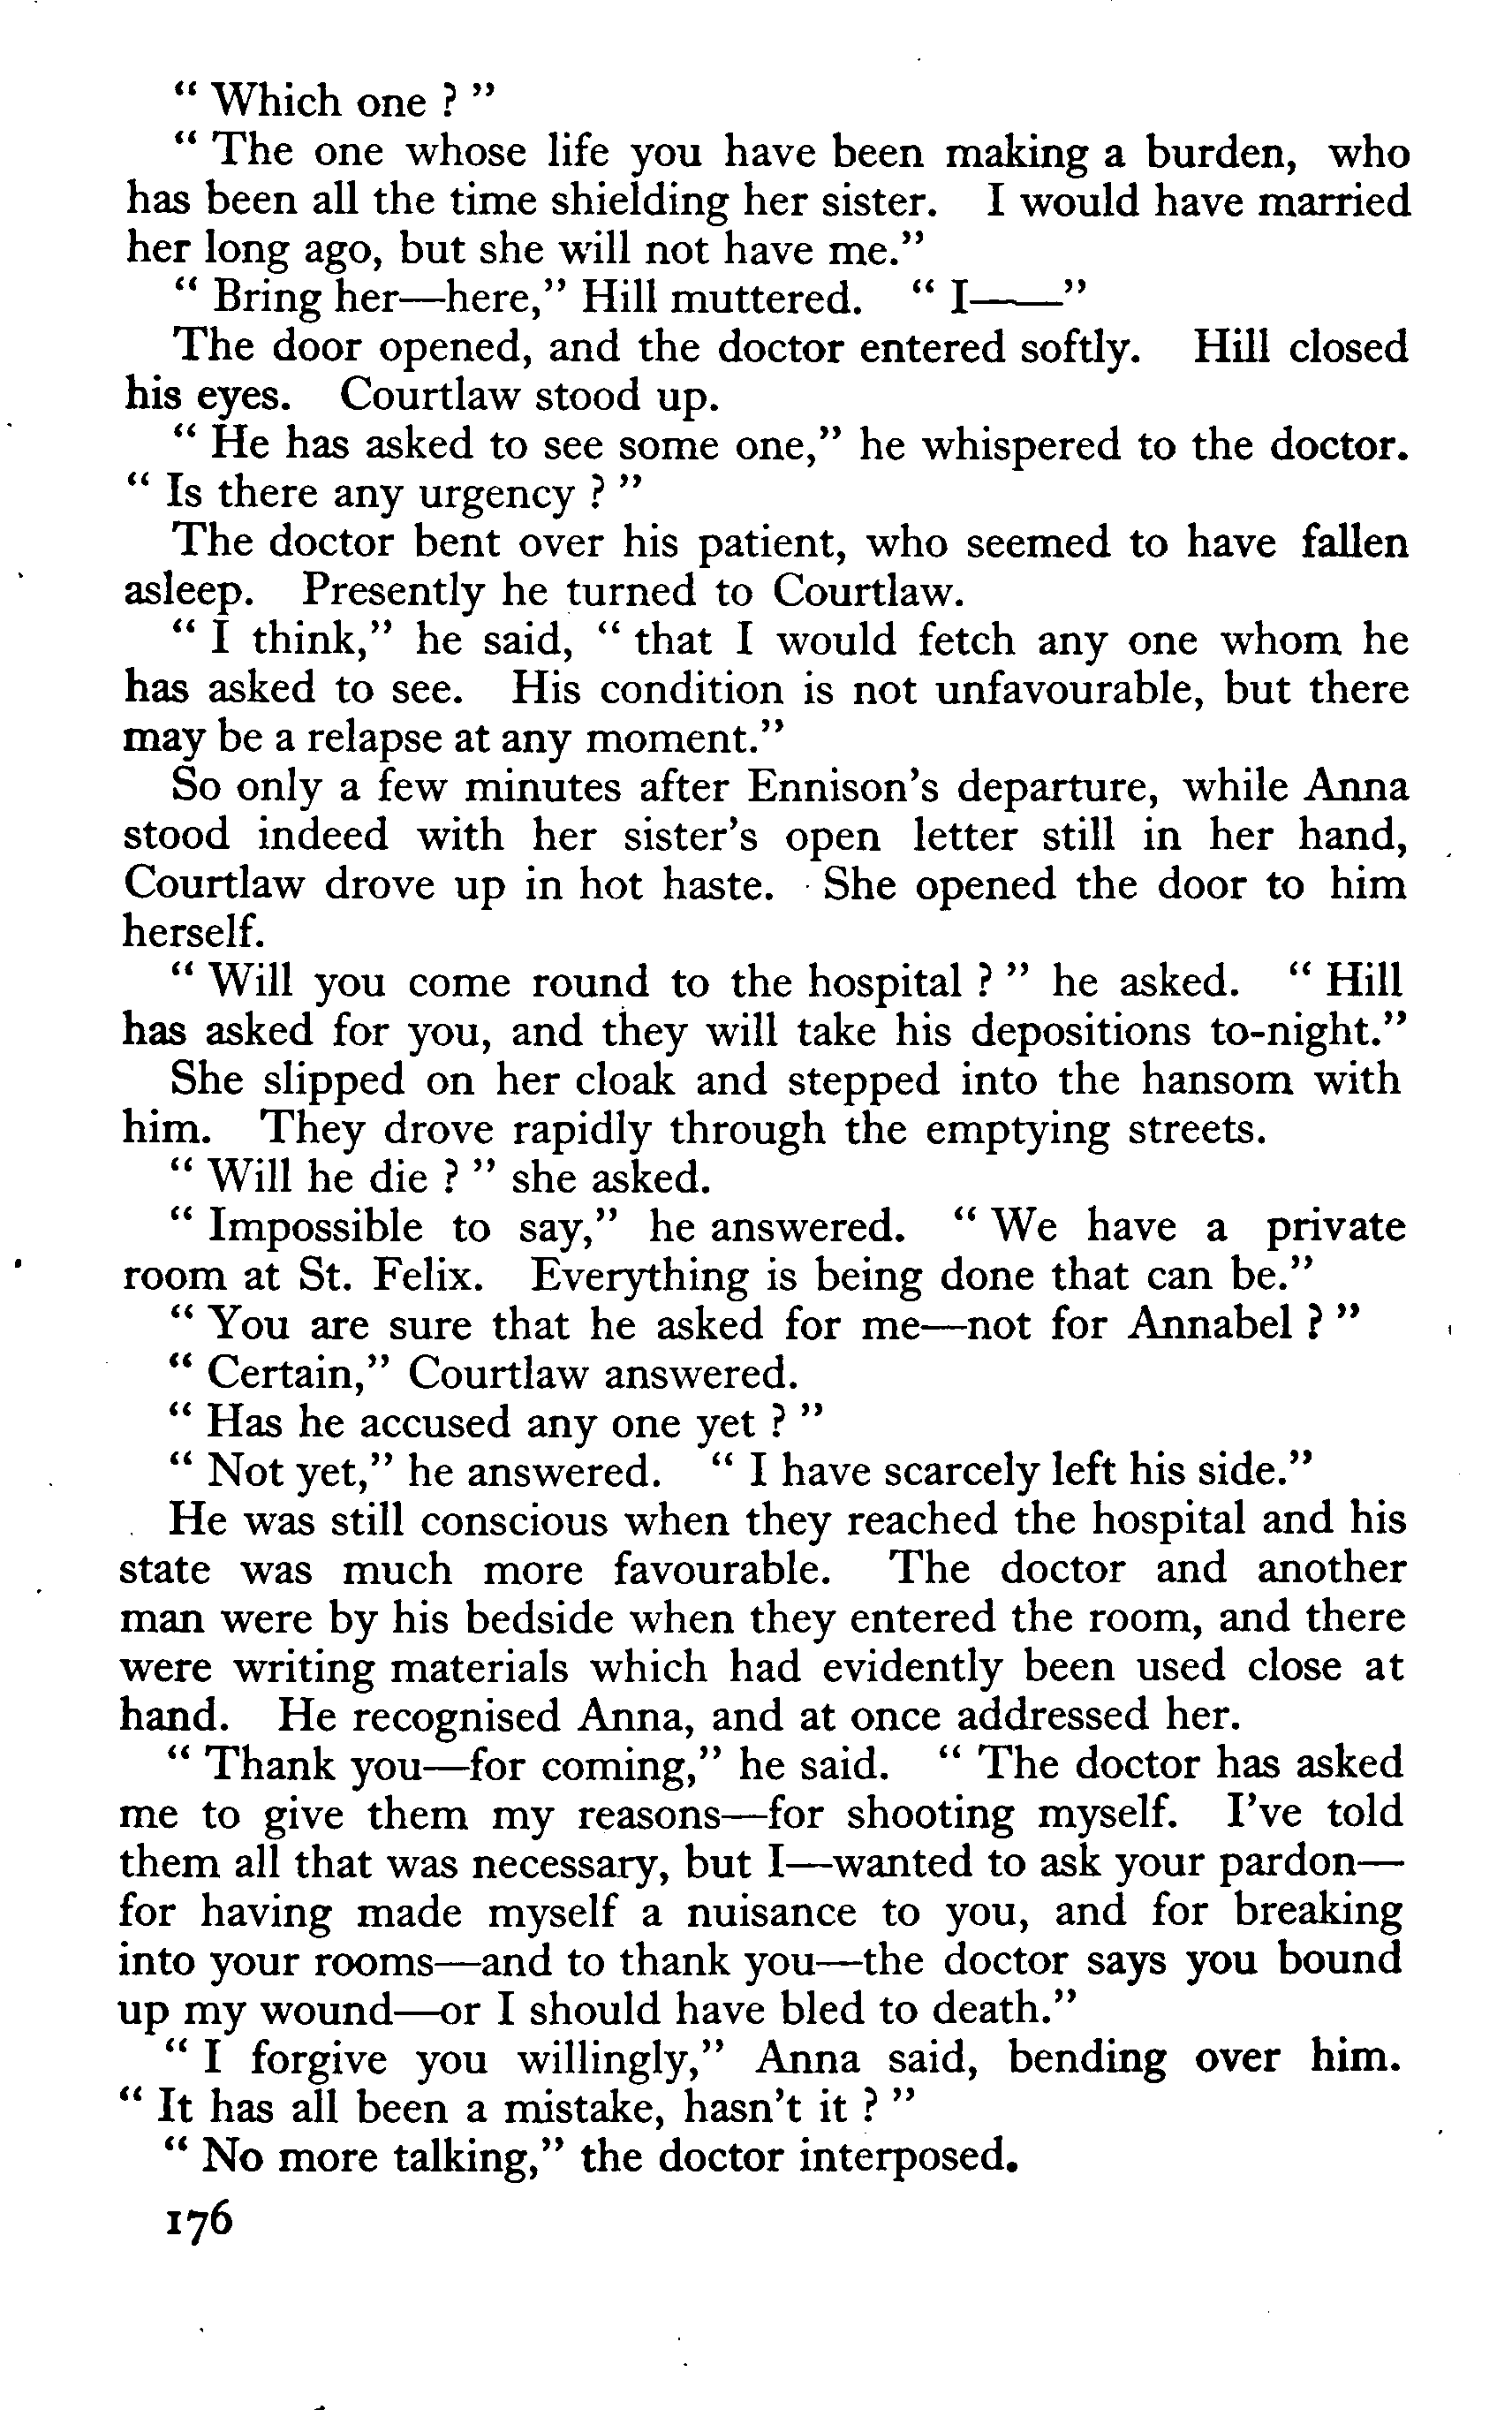 “ Which one ? ”
“ The one whose life you have been making a burden, who
has been all the time shielding her sister. I would have married
her long ago, but she will not have me.”
“ Bring her—here,” Hill muttered. “ I——”
The door opened, and the doctor entered softly. Hill closed
his eyes. Courtlaw stood up.
“ He has asked to see some one,” he whispered to the doctor.
“ Is there any urgency ? ”
The doctor bent over his patient, who seemed to have fallen
asleep. Presently he turned to Courtlaw.
“ I think,” he said, “ that I would fetch any one whom he
has asked to see. His condition is not unfavourable, but there
may be a relapse at any moment.”
So only a few minutes after Ennison’s departure, while Anna
stood indeed with her sister’s open letter still in her hand,
Courtlaw drove up in hot haste. She opened the door to him
herself.
“ Will you come round to the hospital ? ” he asked. “ Hill
has asked for you, and they will take his depositions to-night.”
She slipped on her cloak and stepped into the hansom with
him. They drove rapidly through the emptying streets.
“ Will he die ? ” she asked.
“ Impossible to say,” he answered. “ We have a private
room at St. Felix. Everything is being done that can be.”
“ You are sure that he asked for me—not for Annabel ? ”
“ Certain,” Courtlaw answered.
“ Has he accused any one yet ? ”
“ Not yet,” he answered. “ I have scarcely left his side.”
He was still conscious when they reached the hospital and his
state was much more favourable. The doctor and another
man were by his bedside when they entered the room, and there
were writing materials which had evidently been used close at
hand. He recognised Anna, and at once addressed her.
“ Thank you—for coming,” he said. “ The doctor has asked
me to give them my reasons—for shooting myself. I’ve told
them all that was necessary, but I—wanted to ask your pardon—
for having made myself a nuisance to you, and for breaking
into your rooms—and to thank you—the doctor says you bound
up my wound—or I should have bled to death.”
“ I forgive you willingly,” Anna said, bending over him.
“ It has all been a mistake, hasn’t it ? ”
“ No more talking,” the doctor interposed.
176